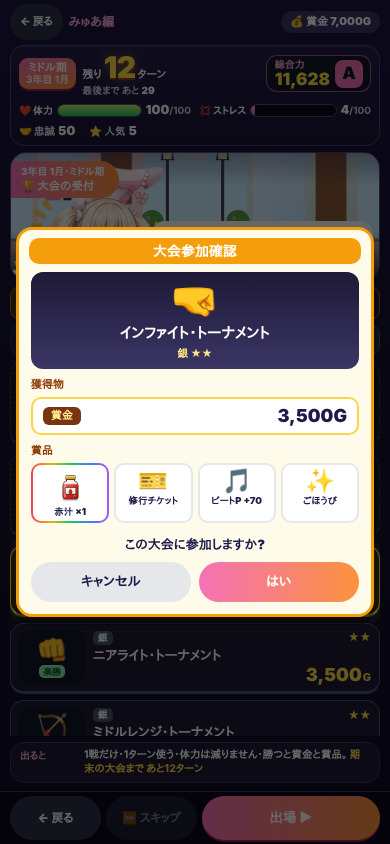 ← 戻る
みゅあ編
💰 賞金 7,000G
ミドル期
3年目 1月
残り 12 ターン
最後まで あと 29
総合力
11,628 A
❤️ 体力 100/100 💢 ストレス 4/100
🤝 忠誠 50 ⭐ 人気 5
3年目 1月・ミドル期
🏆 大会の受付
大会参加確認
インファイト・トーナメント
銀 ★★
獲得物
賞金 3,500G
賞品
赤汁 ×1
修行チケット
ビートP +70
ごほうび
この大会に参加しますか?
キャンセル
はい
銀 ★★
ニアライト・トーナメント
楽勝
3,500G
銀 ★★
ミドルレンジ・トーナメント
出ると
1戦だけ・1ターン使う・体力は減りません・勝つと賞金と賞品。期
末の大会まで あと12ターン
← 戻る
⏩ スキップ
出場 ▶